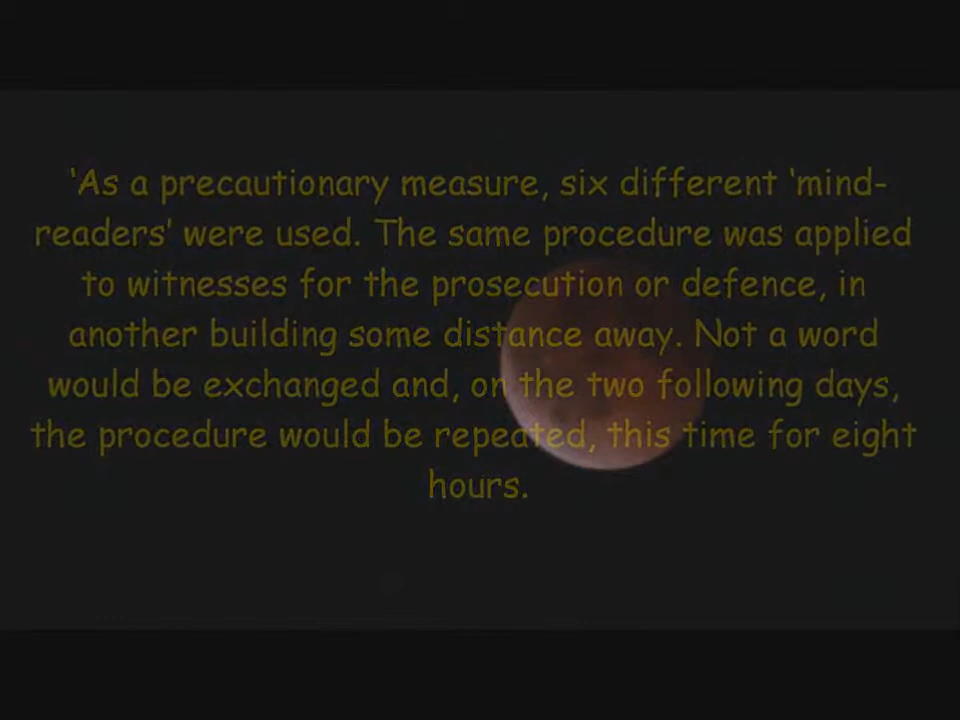 ‘As a precautionary measure, six different ‘mind-
readers’ were used. The same procedure was applied
to witnesses for the prosecution or defence, in
another building some distance away. Not a word
would be exchanged and, on the two following days,
the procedure would be repeated, this time for eight
hours.